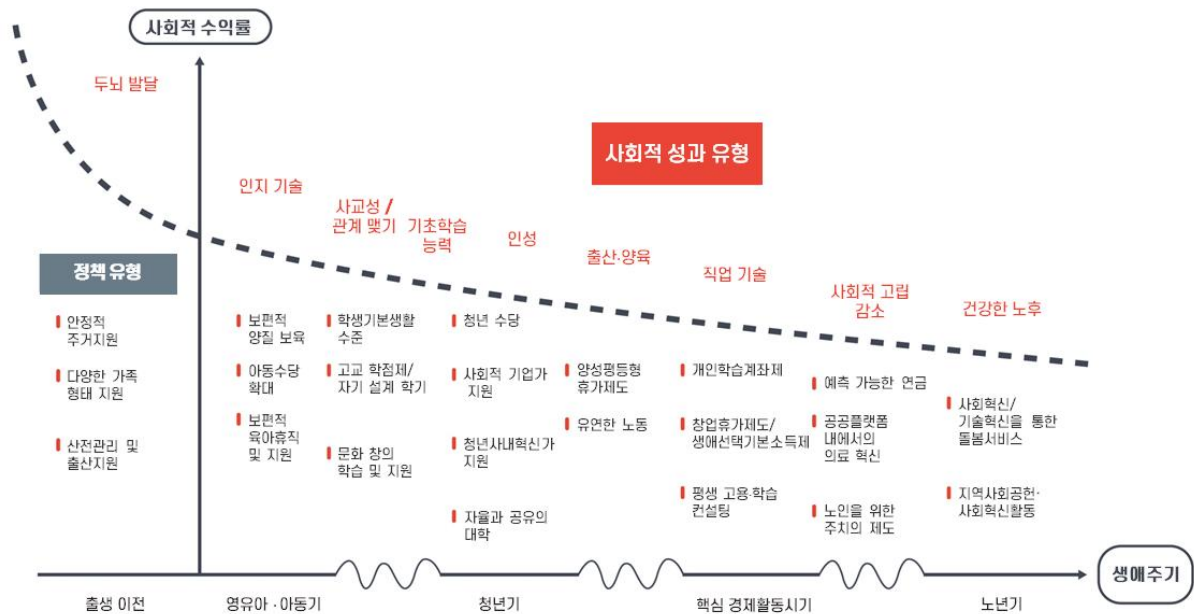 사회적 수익률
두뇌 발달
사회적 성과 유형
인지 기술
사교성 /
관계 맺기
기초학습
능력
인성
출산·양육
직업 기술
사회적 고립
감소
건강한 노후
정책 유형
안정적
주거지원
다양한 가족
형태 지원
산전관리 및
출산지원
보편적
양질 보육
아동수당
확대
보편적
육아휴직
및 지원
학생기본생활
수준
고교 학점제/
자기 설계 학기
문화 창의
학습 및 지원
청년 수당
사회적 기업가
지원
청년사내혁신가
지원
자율과 공유의
대학
양성평등형
휴가제도
유연한 노동
개인학습계좌제
창업휴가제도/
생애선택기본소득제
평생 고용·학습
컨설팅
예측 가능한 연금
공공플랫폼
내에서의
의료 혁신
노인을 위한
주치의 제도
사회혁신/
기술혁신을 통한
돌봄서비스
지역사회공헌·
사회혁신활동
생애주기
출생 이전
영유아 · 아동기
청년기
핵심 경제활동시기
노년기